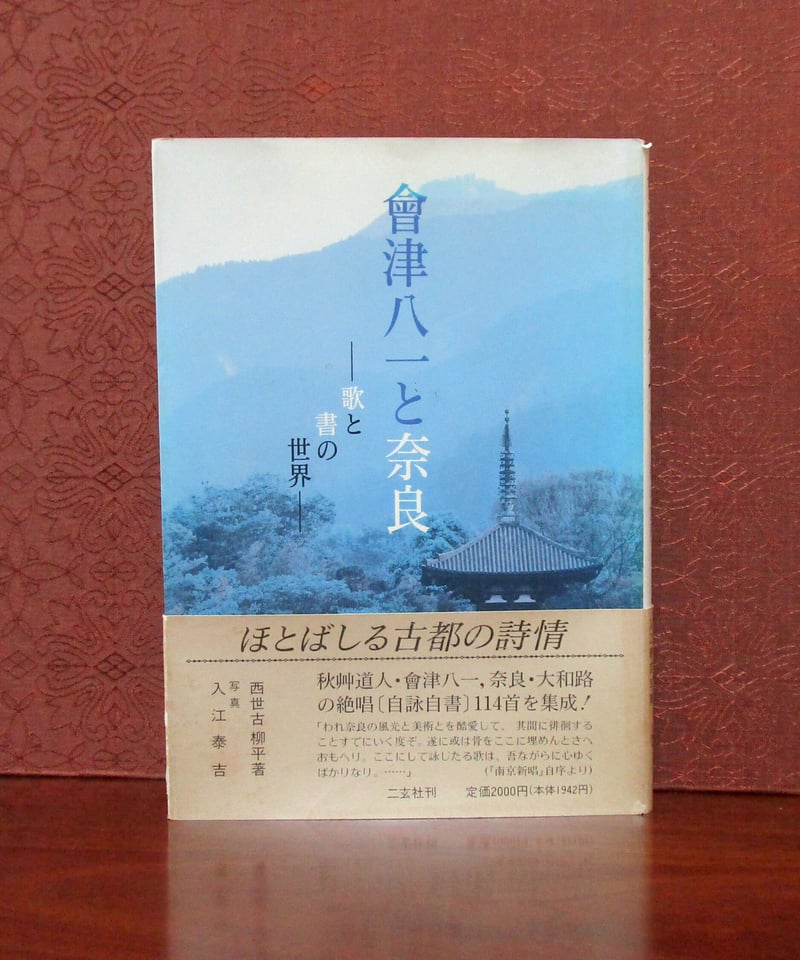 會津八一と奈良
―歌と
書の
世界―
ほとばしる古都の詩情
西世古 柳平著
写真
入江泰吉
秋艸道人・會津八一，奈良・大和路
の絶唱〔自詠自書〕114首を集成！
「われ奈良の風光と美術とを酷愛して、其間に徘徊する
ことすでにいく度ぞ。遂に或は骨をここに埋めんとさへ
おもへり。ここにして詠じたる歌は、吾ながらに心ゆく
ばかりなり。……」 （『南京新唱』自序より）
二玄社刊 定価2000円（本体1942円）